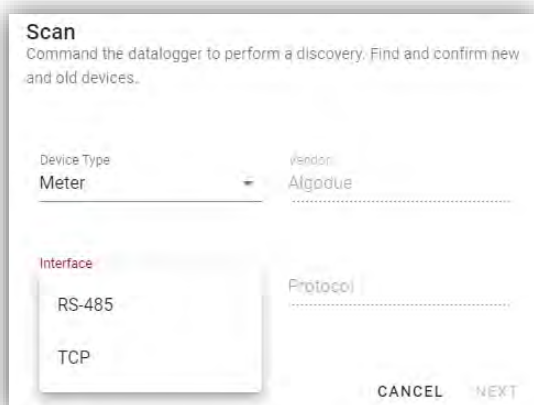 Scan
Command the datalogger to perform a discovery. Find and confirm new
and old devices.
Device Type
Vendor
Meter
Algodue
Interface
Protocol
RS-485
TCP
CANCEL NEXT